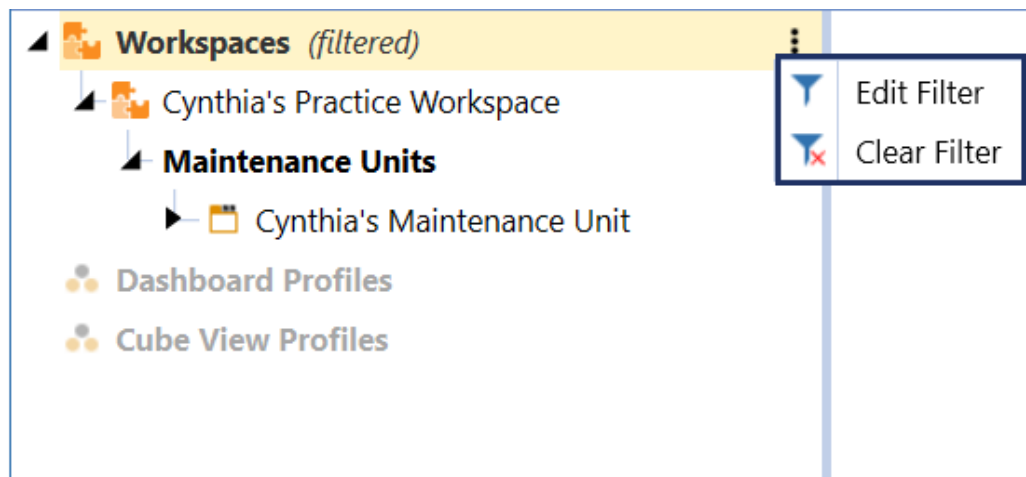 Workspaces (filtered)
Edit Filter
Cynthia's Practice Workspace
Clear Filter
Maintenance Units
Cynthia's Maintenance Unit
Dashboard Profiles
Cube View Profiles